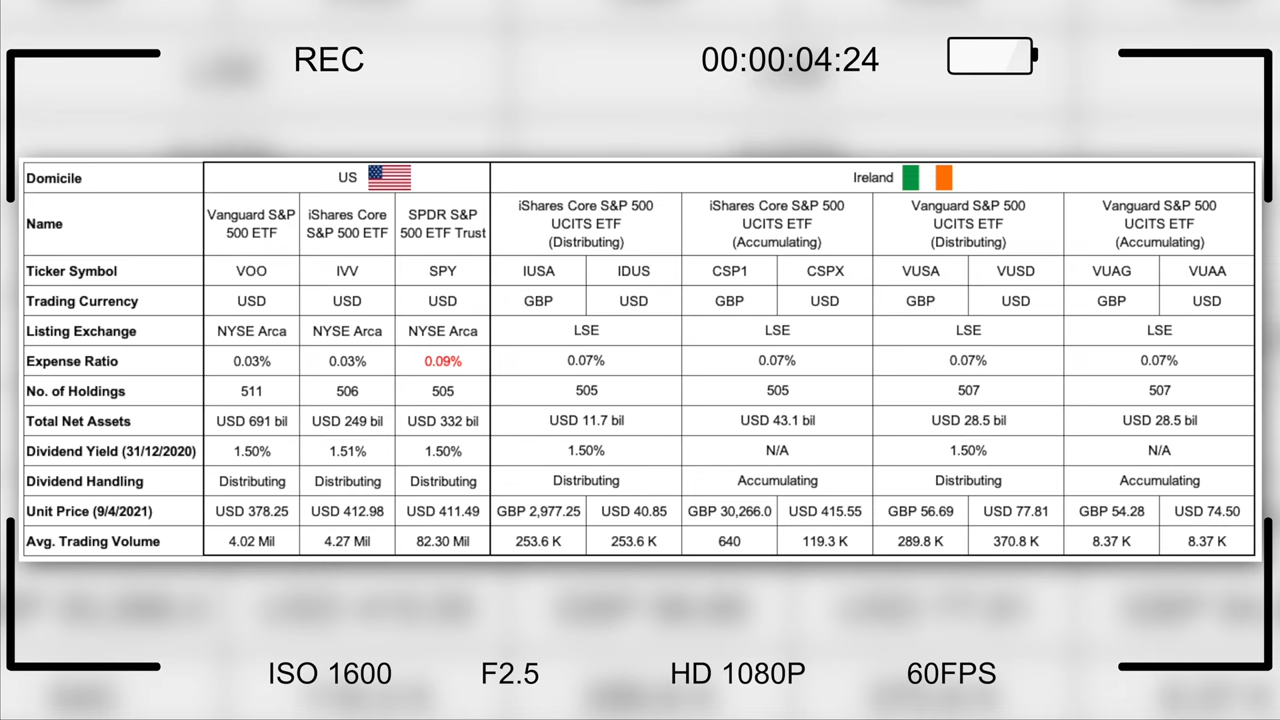 REC
00:00:04:24
Domicile US Ireland
Name Vanguard S&P 500 ETF iShares Core S&P 500 ETF SPDR S&P 500 ETF Trust iShares Core S&P 500 UCITS ETF (Distributing) iShares Core S&P 500 UCITS ETF (Accumulating) Vanguard S&P 500 UCITS ETF (Distributing) Vanguard S&P 500 UCITS ETF (Accumulating)
Ticker Symbol VOO IVV SPY IUSA IDUS CSP1 CSPX VUSA VUSD VUAG VUAA
Trading Currency USD USD USD GBP USD GBP USD GBP USD GBP USD
Listing Exchange NYSE Arca NYSE Arca NYSE Arca LSE LSE LSE LSE
Expense Ratio 0.03% 0.03% 0.09% 0.07% 0.07% 0.07% 0.07%
No. of Holdings 511 506 505 505 505 507 507
Total Net Assets USD 691 bil USD 249 bil USD 332 bil USD 11.7 bil USD 43.1 bil USD 28.5 bil USD 28.5 bil
Dividend Yield (31/12/2020) 1.50% 1.51% 1.50% 1.50% N/A 1.50% N/A
Dividend Handling Distributing Distributing Distributing Distributing Accumulating Distributing Accumulating
Unit Price (9/4/2021) USD 378.25 USD 412.98 USD 411.49 GBP 2,977.25 USD 40.85 GBP 30,266.0 USD 415.55 GBP 56.69 USD 77.81 GBP 54.28 USD 74.50
Avg. Trading Volume 4.02 Mil 4.27 Mil 82.30 Mil 253.6 K 253.6 K 640 119.3 K 289.8 K 370.8 K 8.37 K 8.37 K
ISO 1600
F2.5
HD 1080P
60FPS